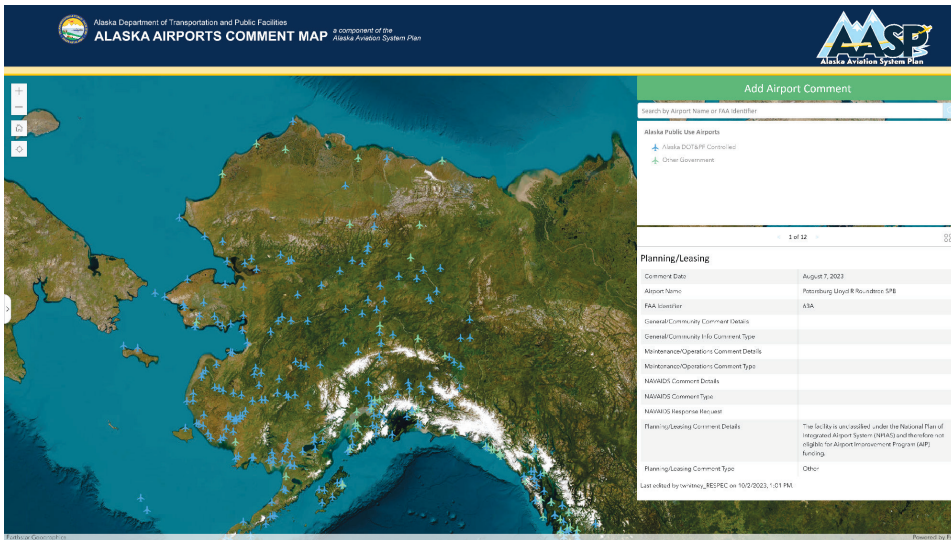 Alaska Department of Transportation and Public Facilities
ALASKA AIRPORTS COMMENT MAP
a component of the
Alaska Aviation System Plan
AASP
Alaska Aviation System Plan
Add Airport Comment
Search by Airport Name or FAA Identifier
Alaska Public Use Airports
Alaska DOT&PF Controlled
Other Government
1 of 12
Planning/Leasing
Comment Date August 7, 2023
Airport Name Petersburg Lloyd R Roundtree SPB
FAA Identifier 63A
General/Community Comment Details
General/Community Info Comment Type
Maintenance/Operations Comment Details
Maintenance/Operations Comment Type
NAVAIDS Comment Details
NAVAIDS Comment Type
NAVAIDS Response Request
Planning/Leasing Comment Details The facility is unclassified under the National Plan of
Integrated Airport System (NPIAS) and therefore not
eligible for Airport Improvement Program (AIP)
funding.
Planning/Leasing Comment Type Other
Last edited by twhitney_RESPEC on 10/2/2023, 1:01 PM.
Earthstar Geographics
Powered by